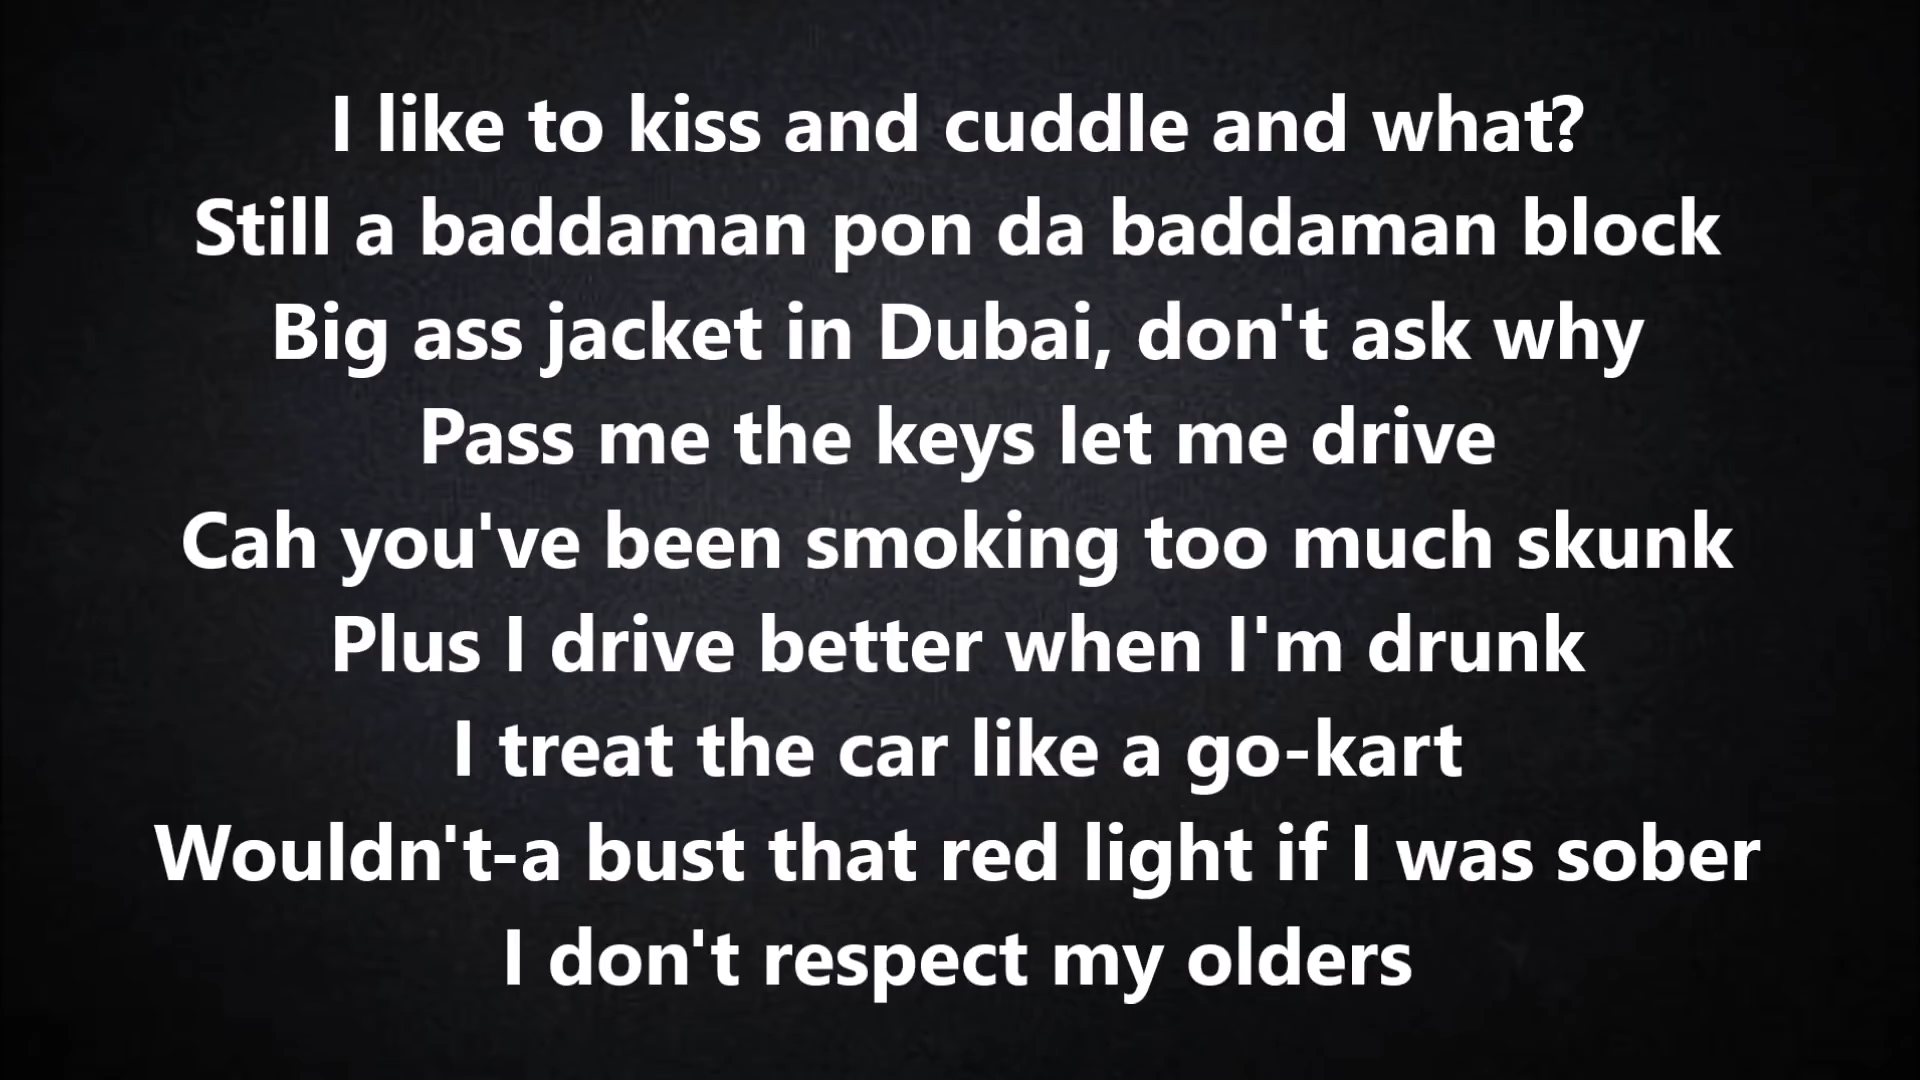 I like to kiss and cuddle and what?
Still a baddaman pon da baddaman block
Big ass jacket in Dubai, don't ask why
Pass me the keys let me drive
Cah you've been smoking too much skunk
Plus I drive better when I'm drunk
I treat the car like a go-kart
Wouldn't-a bust that red light if I was sober
I don't respect my olders